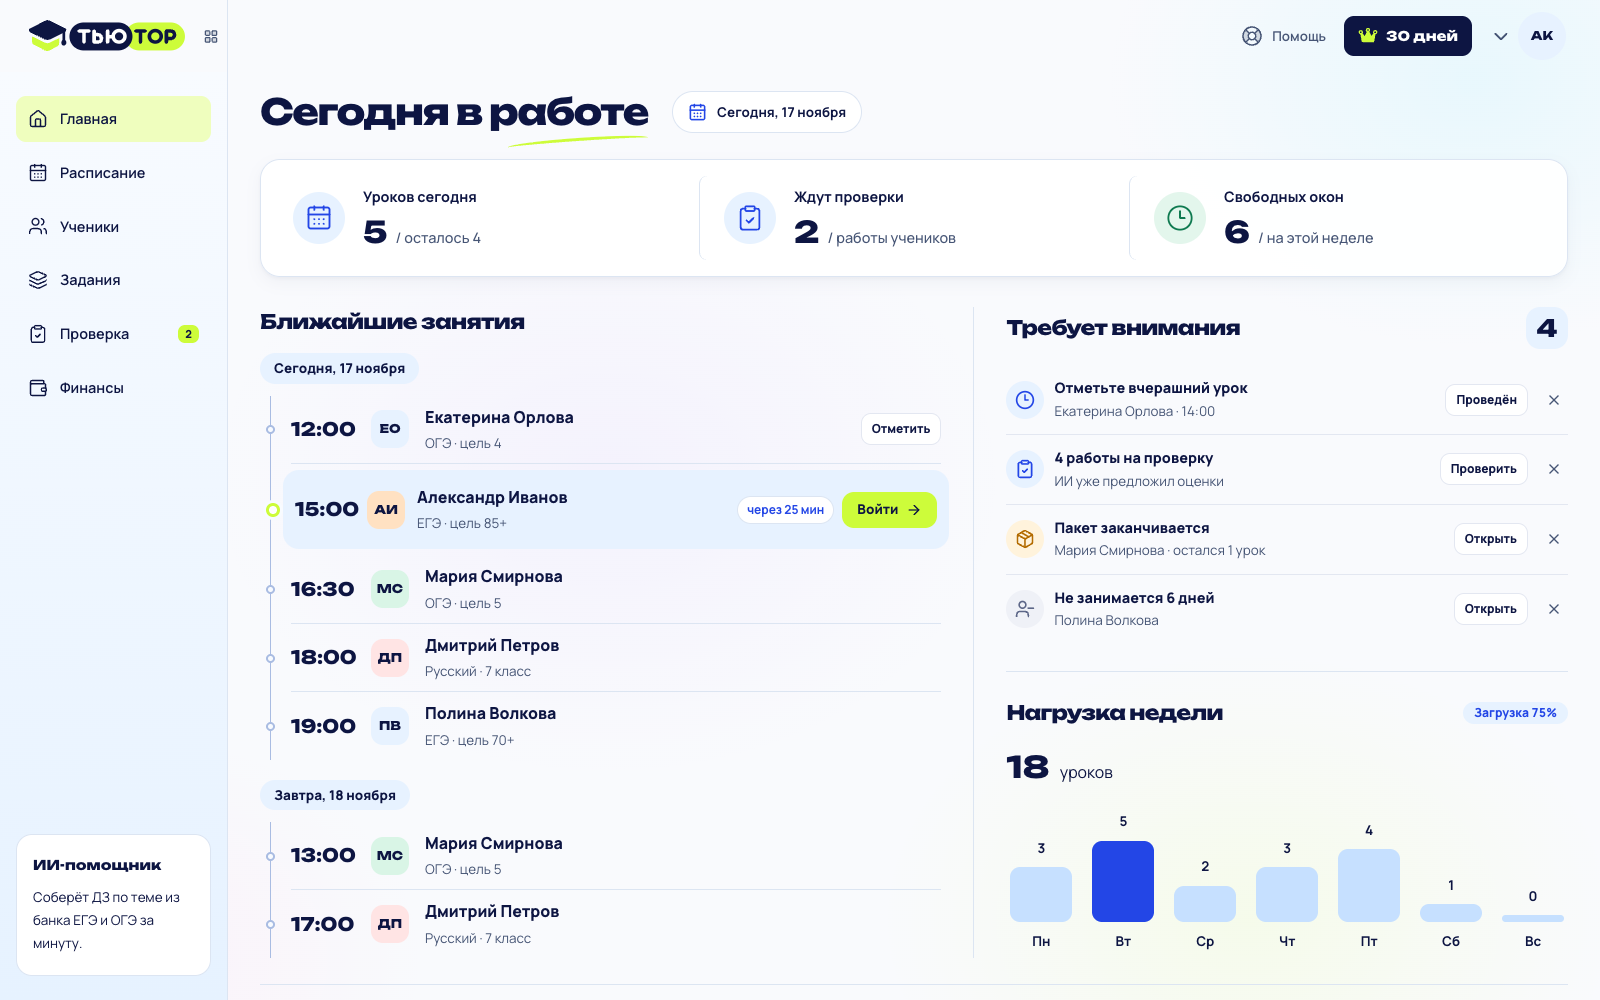 ТЬЮТОР
Помощь
30 дней
АК
Главная
Расписание
Ученики
Задания
Проверка 2
Финансы
ИИ-помощник
Соберёт ДЗ по теме из
банка ЕГЭ и ОГЭ за
минуту.
Сегодня в работе
Сегодня, 17 ноября
Уроков сегодня
5 / осталось 4
Ждут проверки
2 / работы учеников
Свободных окон
6 / на этой неделе
Ближайшие занятия
Сегодня, 17 ноября
12:00 ЕО Екатерина Орлова
ОГЭ · цель 4
Отметить
15:00 АИ Александр Иванов
ЕГЭ · цель 85+
через 25 мин
Войти
16:30 МС Мария Смирнова
ОГЭ · цель 5
18:00 ДП Дмитрий Петров
Русский · 7 класс
19:00 ПВ Полина Волкова
ЕГЭ · цель 70+
Завтра, 18 ноября
13:00 МС Мария Смирнова
ОГЭ · цель 5
17:00 ДП Дмитрий Петров
Русский · 7 класс
Требует внимания 4
Отметьте вчерашний урок
Екатерина Орлова · 14:00
Проведён
4 работы на проверку
ИИ уже предложил оценки
Проверить
Пакет заканчивается
Мария Смирнова · остался 1 урок
Открыть
Не занимается 6 дней
Полина Волкова
Открыть
Нагрузка недели
Загрузка 75%
18 уроков
3 5 2 3 4 1 0
Пн Вт Ср Чт Пт Сб Вс